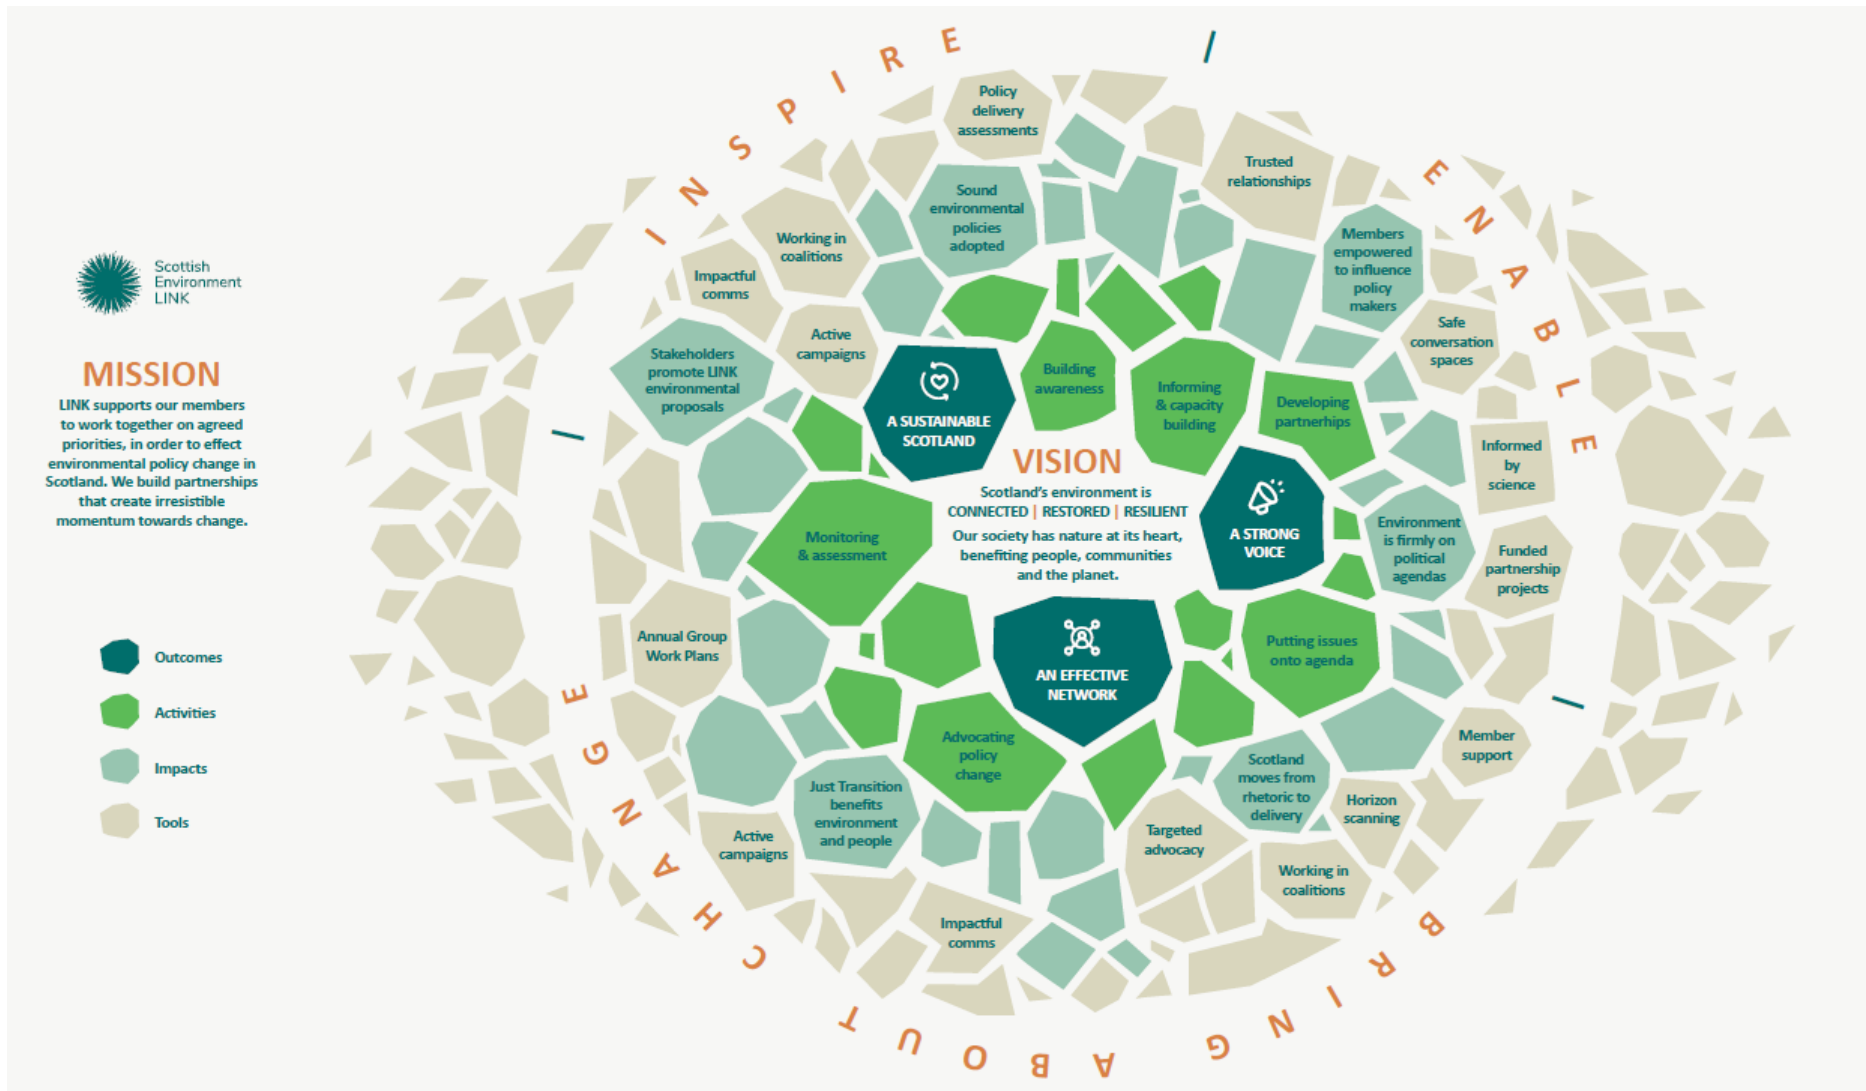 Scottish
Environment
LINK
MISSION
LINK supports our members
to work together on agreed
priorities, in order to effect
environmental policy change in
Scotland. We build partnerships
that create irresistible
momentum towards change.
Outcomes
Activities
Impacts
Tools
INSPIRE
/
ENABLE
/
BRING ABOUT CHANGE
/
Policy
delivery
assessments
Trusted
relationships
Sound
environmental
policies
adopted
Working in
coalitions
Impactful
comms
Active
campaigns
Stakeholders
promote LINK
environmental
proposals
Members
empowered
to influence
policy
makers
Safe
conversation
spaces
A SUSTAINABLE
SCOTLAND
Building
awareness
Informing
& capacity
building
Developing
partnerhips
Informed
by
science
VISION
Scotland's environment is
CONNECTED | RESTORED | RESILIENT
Our society has nature at its heart,
benefiting people, communities
and the planet.
A STRONG
VOICE
Environment
is firmly on
political
agendas
Funded
partnership
projects
Monitoring
& assessment
Annual Group
Work Plans
AN EFFECTIVE
NETWORK
Putting issues
onto agenda
Advocating
policy
change
Member
support
Scotland
moves from
rhetoric to
delivery
Horizon
scanning
Just Transition
benefits
environment
and people
Active
campaigns
Targeted
advocacy
Working in
coalitions
Impactful
comms